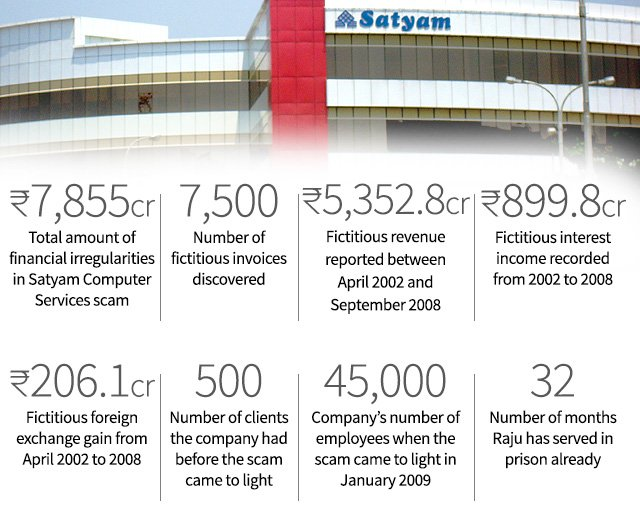 Satyam
₹7,855cr
Total amount of
financial irregularities
in Satyam Computer
Services scam
7,500
Number of
fictitious invoices
discovered
₹5,352.8cr
Fictitious revenue
reported between
April 2002 and
September 2008
₹899.8cr
Fictitious interest
income recorded
from 2002 to 2008
₹206.1cr
Fictitious foreign
exchange gain from
April 2002 to 2008
500
Number of clients
the company had
before the scam
came to light
45,000
Company's number of
employees when the
scam came to light in
January 2009
32
Number of months
Raju has served in
prison already